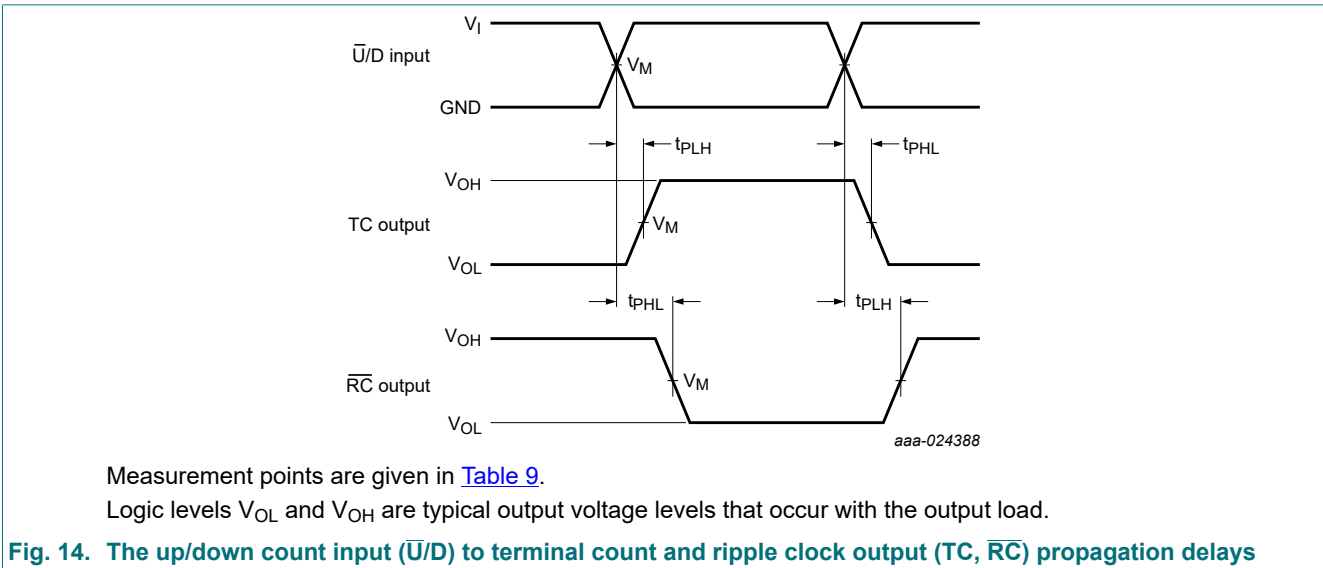 V_I
U̅/D input
V_M
GND
t_PLH
t_PHL
V_OH
TC output
V_M
V_OL
t_PHL
t_PLH
V_OH
R̅C̅ output
V_M
V_OL
aaa-024388
Measurement points are given in Table 9.
Logic levels V_OL and V_OH are typical output voltage levels that occur with the output load.
Fig. 14. The up/down count input (U̅/D) to terminal count and ripple clock output (TC, R̅C̅) propagation delays